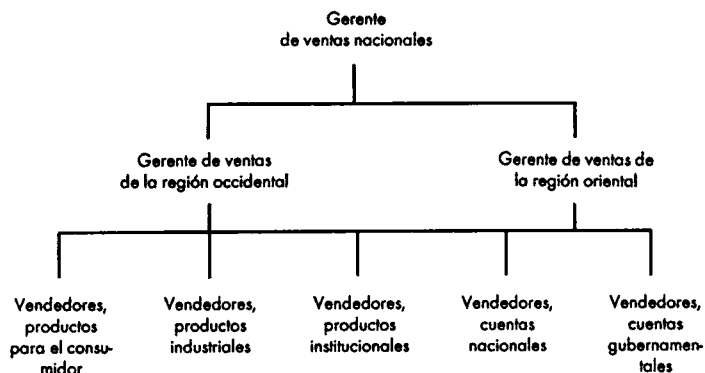 Gerente
de ventas nacionales
Gerente de ventas
de la región occidental
Gerente de ventas de
la región oriental
Vendedores,
productos
para el consu-
midor
Vendedores,
productos
industriales
Vendedores,
productos
institucionales
Vendedores,
cuentas
nacionales
Vendedores,
cuentas
gubernamen-
tales